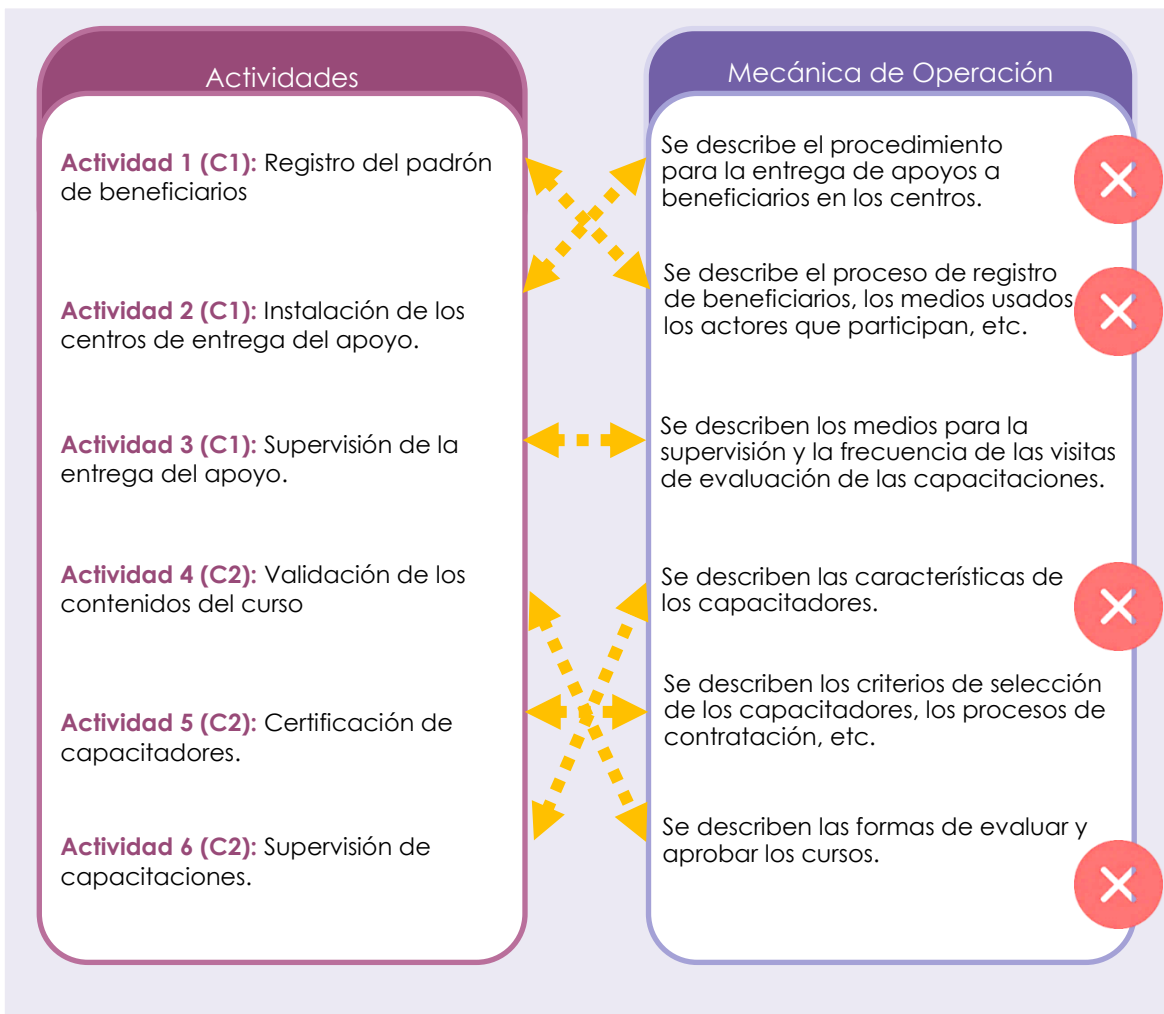 Actividades
Actividad 1 (C1): Registro del padrón
de beneficiarios
Actividad 2 (C1): Instalación de los
centros de entrega del apoyo.
Actividad 3 (C1): Supervisión de la
entrega del apoyo.
Actividad 4 (C2): Validación de los
contenidos del curso
Actividad 5 (C2): Certificación de
capacitadores.
Actividad 6 (C2): Supervisión de
capacitaciones.
Mecánica de Operación
Se describe el procedimiento
para la entrega de apoyos a
beneficiarios en los centros.
Se describe el proceso de registro
de beneficiarios, los medios usados
los actores que participan, etc.
Se describen los medios para la
supervisión y la frecuencia de las visitas
de evaluación de las capacitaciones.
Se describen las características de
los capacitadores.
Se describen los criterios de selección
de los capacitadores, los procesos de
contratación, etc.
Se describen las formas de evaluar y
aprobar los cursos.